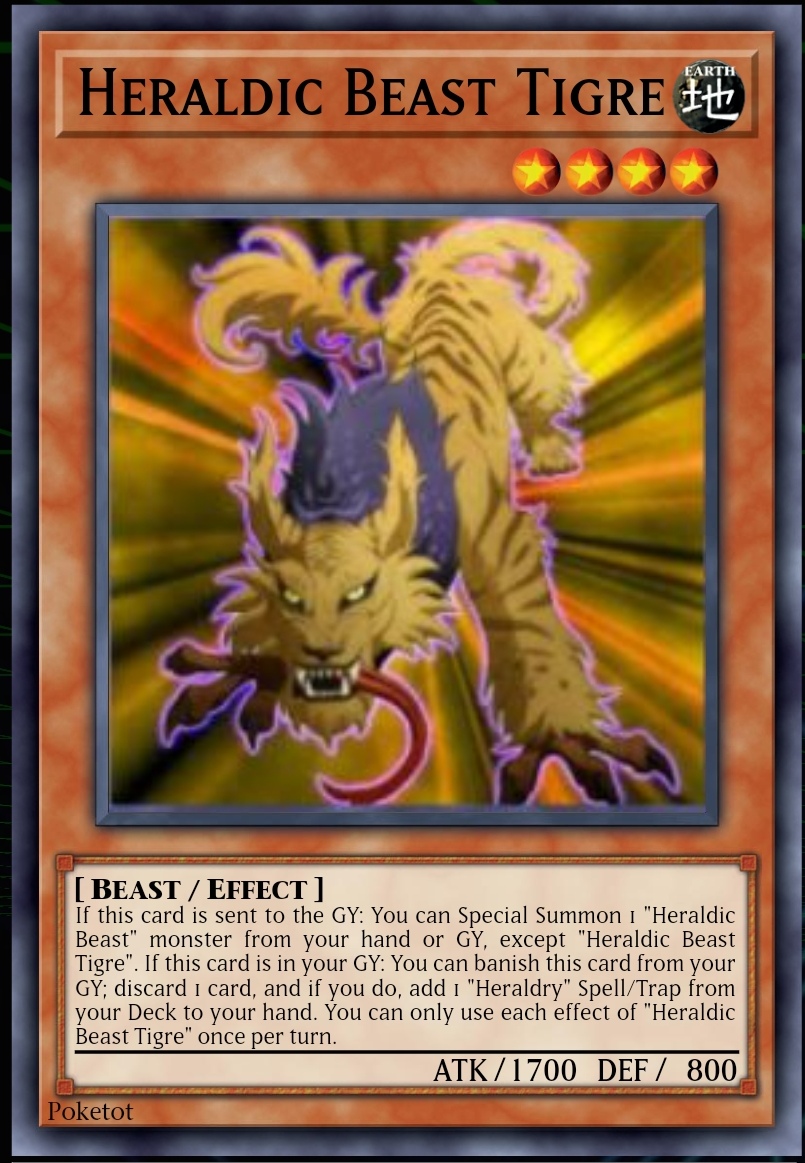 Heraldic Beast Tigre
EARTH
地
[ Beast / Effect ]
If this card is sent to the GY: You can Special Summon 1 "Heraldic
Beast" monster from your hand or GY, except "Heraldic Beast
Tigre". If this card is in your GY: You can banish this card from your
GY; discard 1 card, and if you do, add 1 "Heraldry" Spell/Trap from
your Deck to your hand. You can only use each effect of "Heraldic
Beast Tigre" once per turn.
ATK / 1700 DEF / 800
Poketot